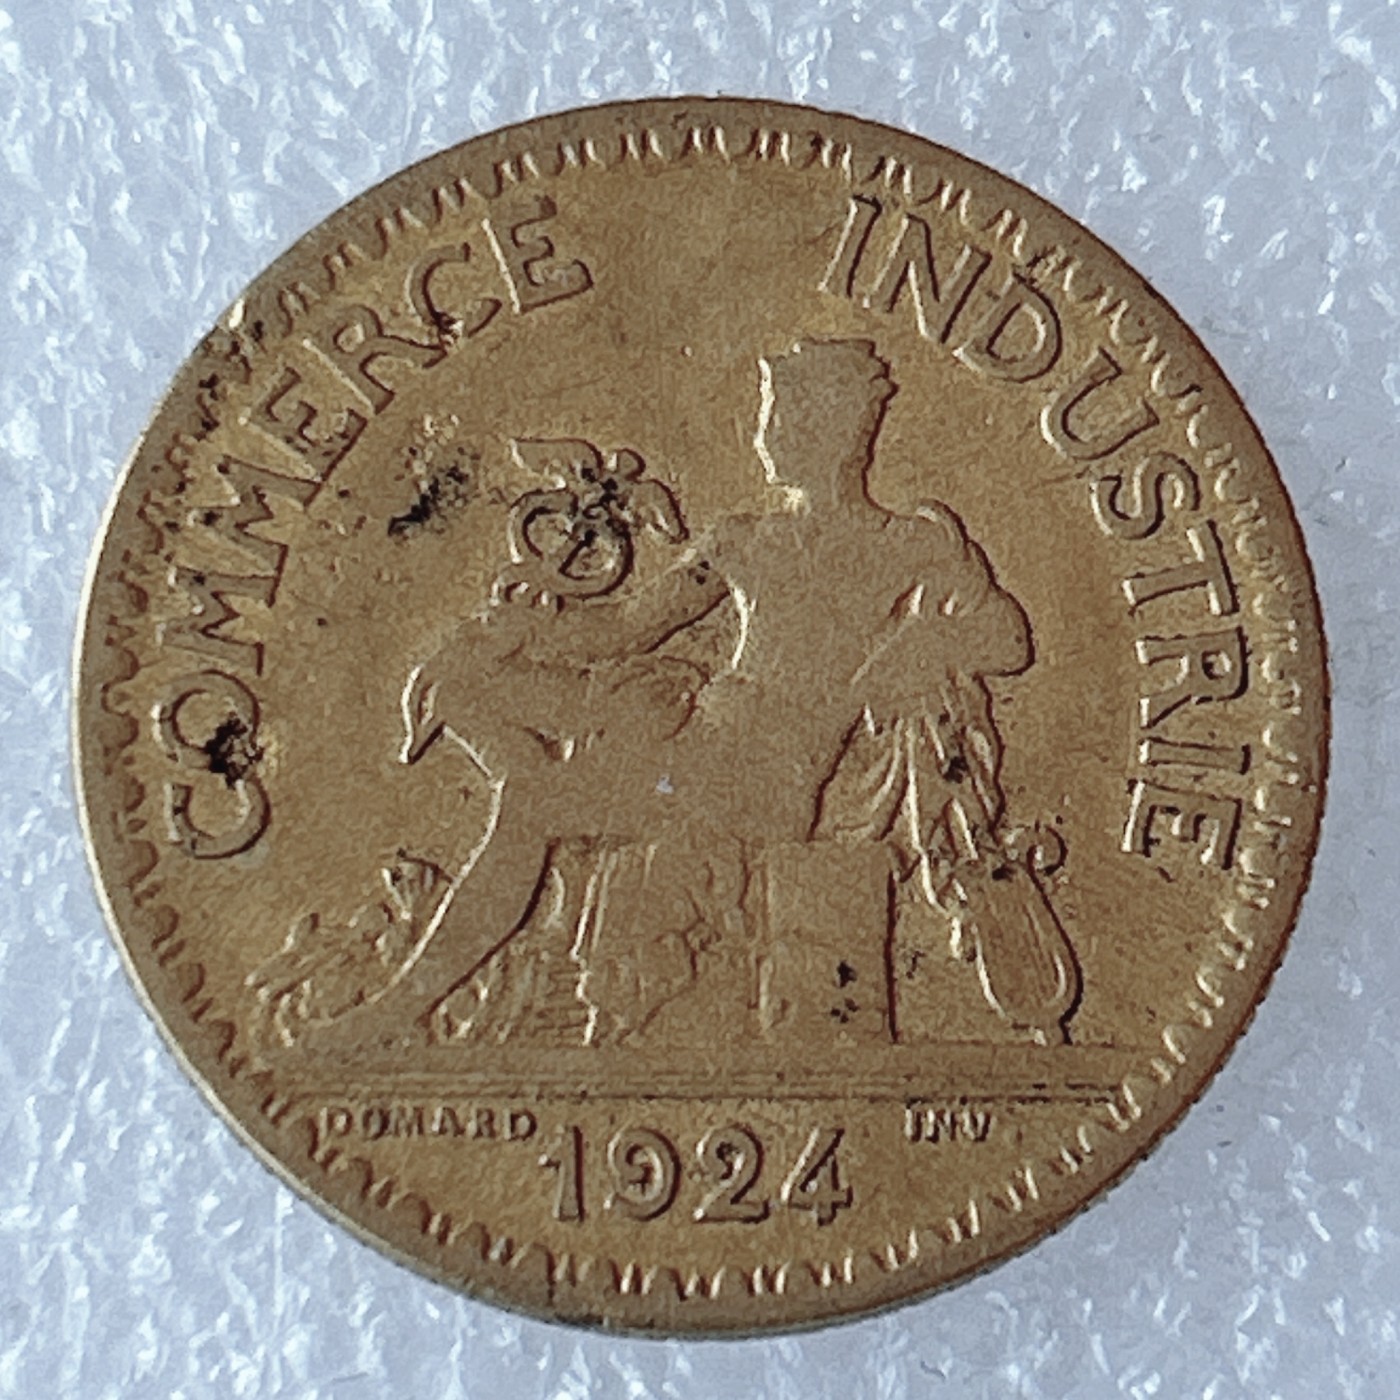 COMMERCE INDUSTRIE
DOMARD INV
1924